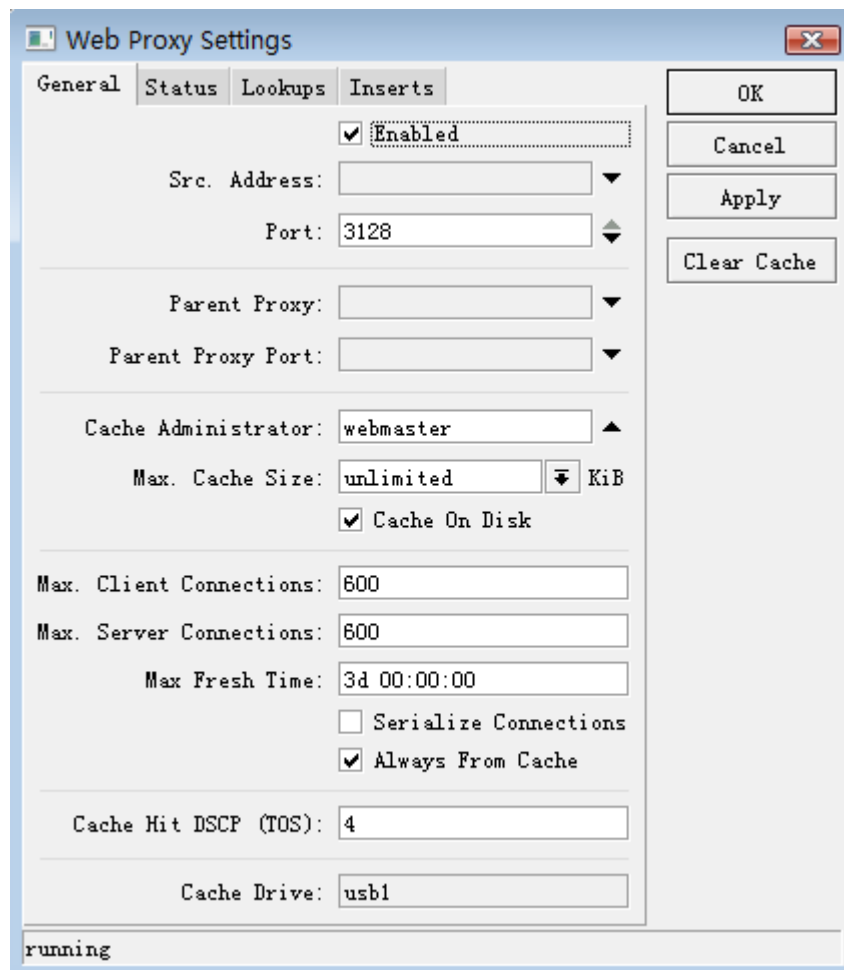 Web Proxy Settings
General Status Lookups Inserts
OK
Cancel
Apply
Clear Cache
Enabled
Src. Address:
Port: 3128
Parent Proxy:
Parent Proxy Port:
Cache Administrator: webmaster
Max. Cache Size: unlimited KiB
Cache On Disk
Max. Client Connections: 600
Max. Server Connections: 600
Max Fresh Time: 3d 00:00:00
Serialize Connections
Always From Cache
Cache Hit DSCP (TOS): 4
Cache Drive: usb1
running